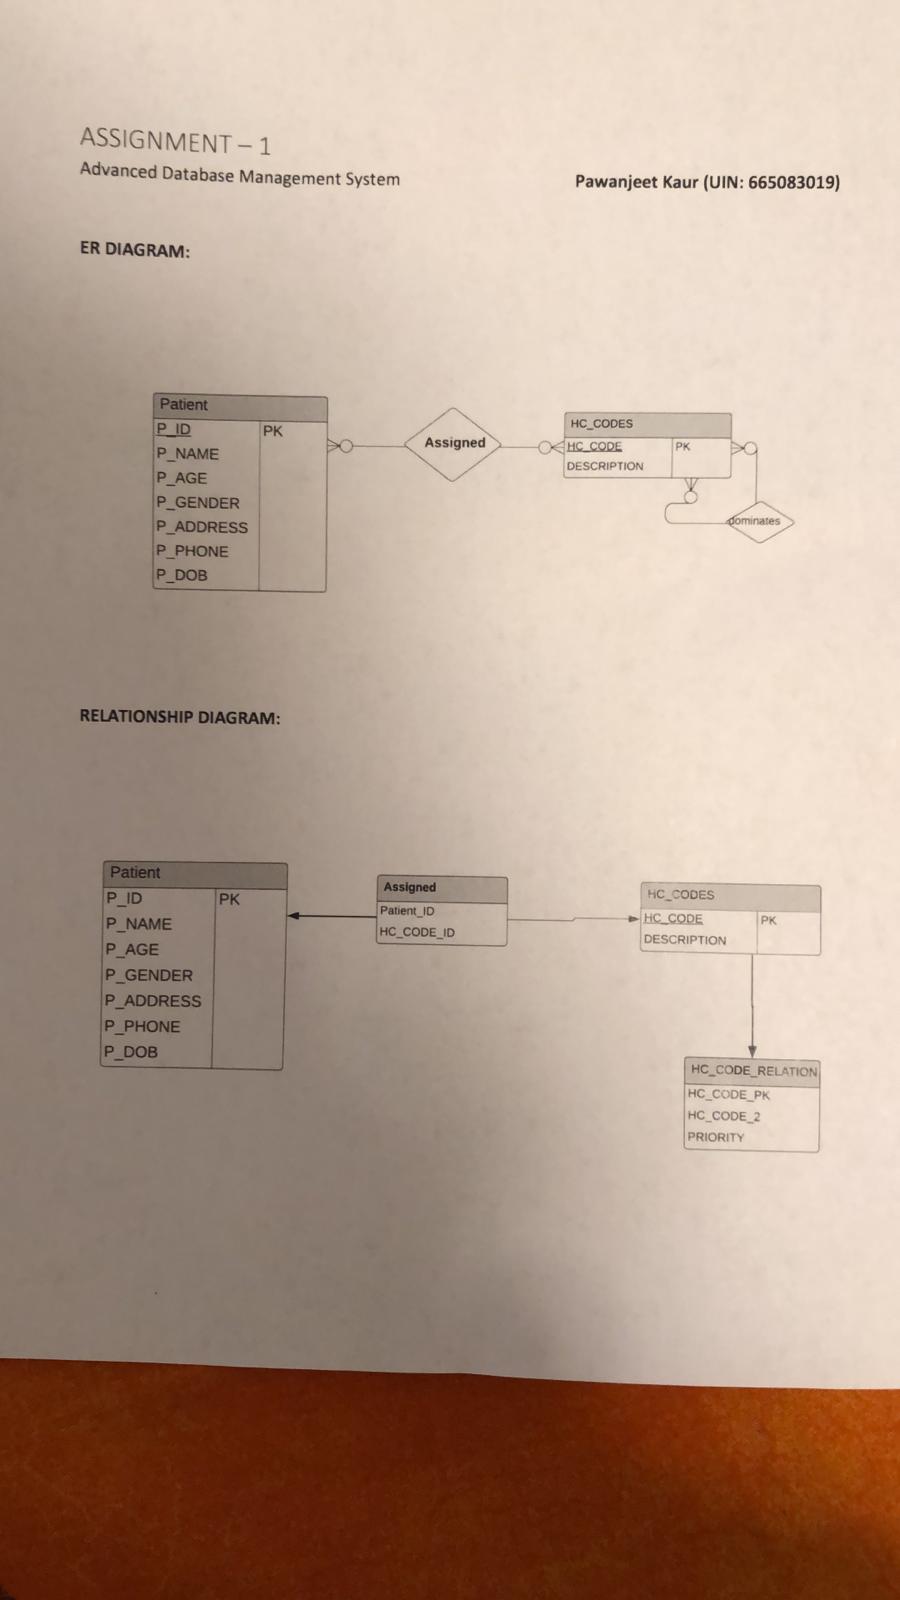 ASSIGNMENT – 1
Advanced Database Management System
Pawanjeet Kaur (UIN: 665083019)
ER DIAGRAM:
Patient
P_ID PK
P_NAME
P_AGE
P_GENDER
P_ADDRESS
P_PHONE
P_DOB
Assigned
HC_CODES
HC_CODE PK
DESCRIPTION
dominates
RELATIONSHIP DIAGRAM:
Patient
P_ID PK
P_NAME
P_AGE
P_GENDER
P_ADDRESS
P_PHONE
P_DOB
Assigned
Patient_ID
HC_CODE_ID
HC_CODES
HC_CODE PK
DESCRIPTION
HC_CODE_RELATION
HC_CODE_PK
HC_CODE_2
PRIORITY